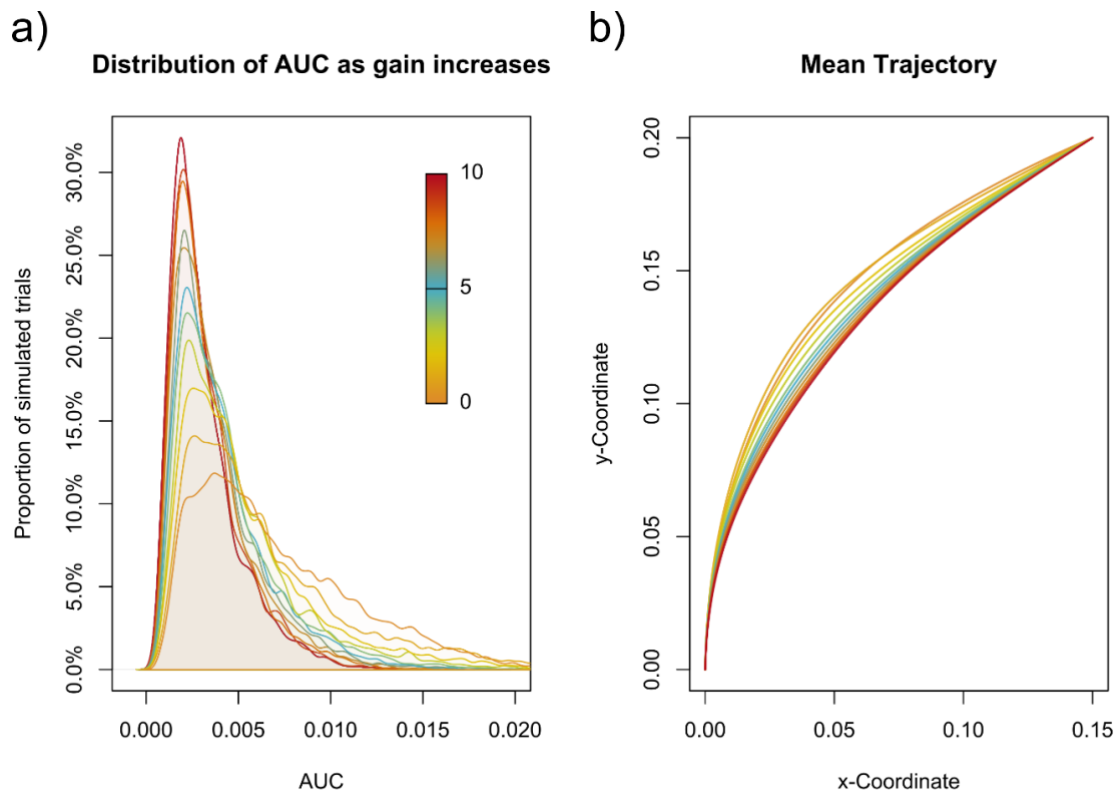 a)
Distribution of AUC as gain increases
Proportion of simulated trials
30.0%
25.0%
20.0%
15.0%
10.0%
5.0%
0.0%
10
5
0
0.000 0.005 0.010 0.015 0.020
AUC
b)
Mean Trajectory
y-Coordinate
0.20
0.15
0.10
0.05
0.00
0.00 0.05 0.10 0.15
x-Coordinate